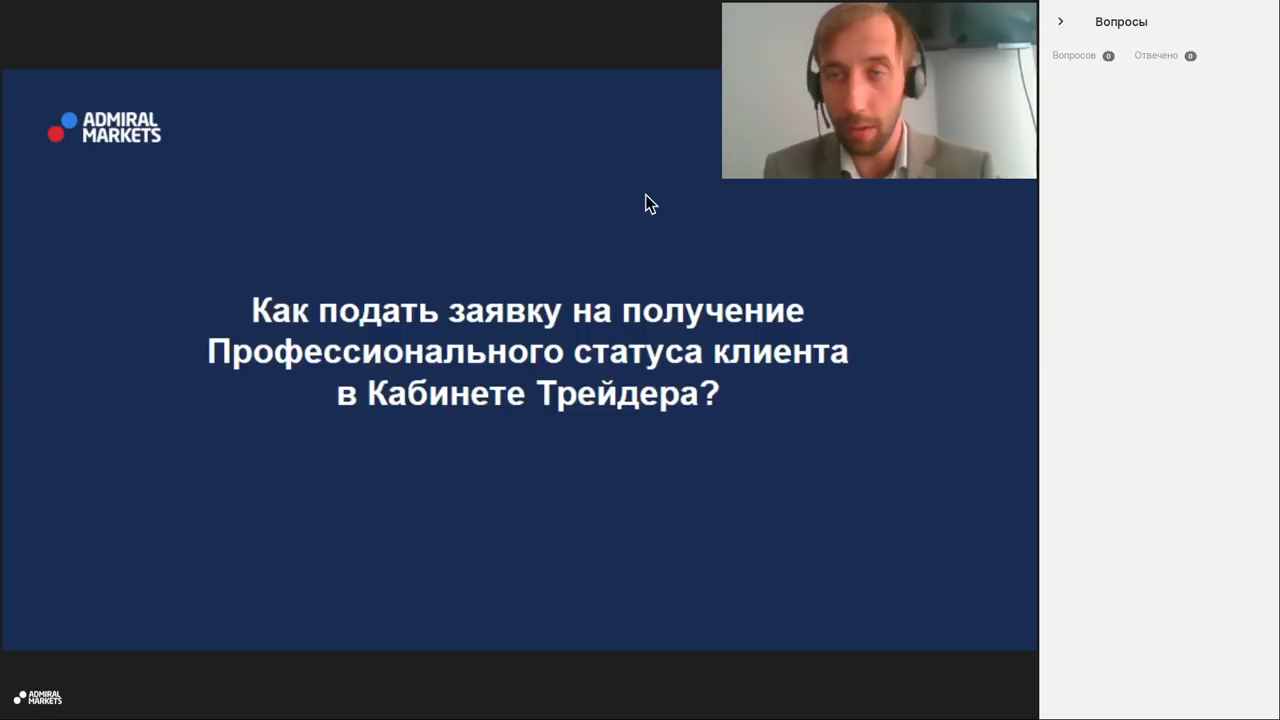 ADMIRAL
MARKETS
Как подать заявку на получение
Профессионального статуса клиента
в Кабинете Трейдера?
Вопросы
Вопросов 0 Отвечено 0
ADMIRAL
MARKETS